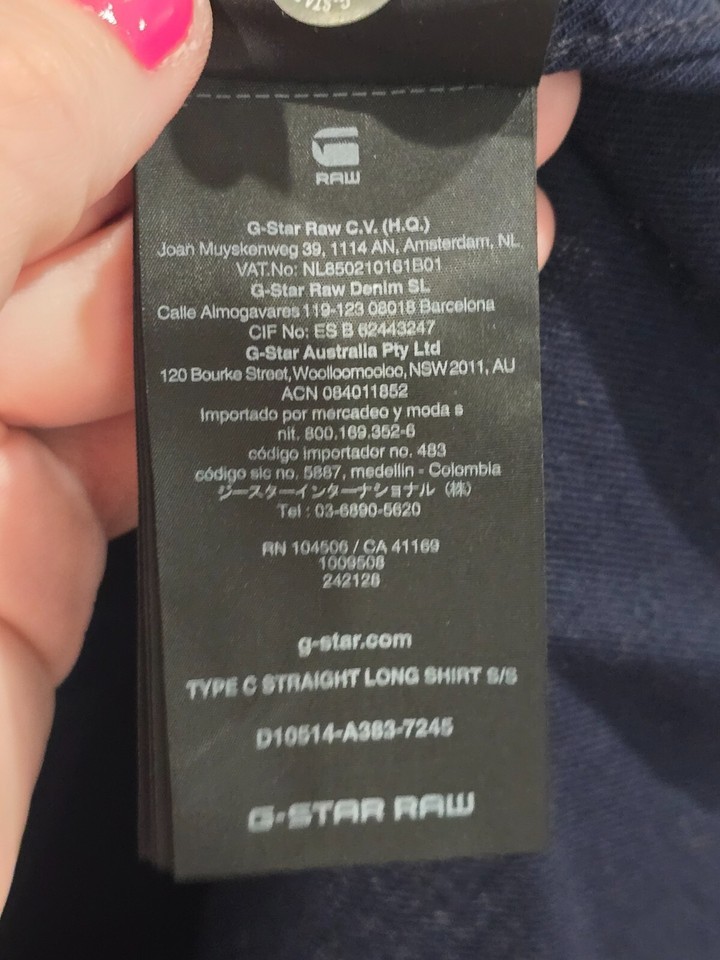 G-STA
RAW
G-Star Raw C.V. (H.Q.)
Joan Muyskenweg 39, 1114 AN, Amsterdam, NL
VAT.No: NL850210161B01
G-Star Raw Denim SL
Calle Almogavares 119-123 08018 Barcelona
CIF No: ES B 62443247
G-Star Australia Pty Ltd
120 Bourke Street, Woolloomooloo, NSW 2011, AU
ACN 084011852
Importado por mercadeo y moda s
nit. 800.169.352-6
código importador no. 483
código sic no. 5887, medellin - Colombia
ジースターインターナショナル (株)
Tel : 03-6890-5620
RN 104506 / CA 41169
1009508
242128
g-star.com
TYPE C STRAIGHT LONG SHIRT S/S
D10514-A383-7245
G-STAR RAW